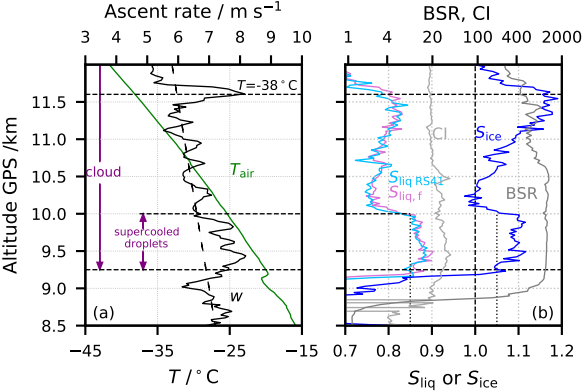 Ascent rate / m s⁻¹
BSR, CI
3 4 5 6 7 8 9 10
1 4 20 100 400 2000
T=-38°C
11.5
11.0
10.5
10.0
9.5
9.0
8.5
Altitude GPS /km
cloud
supercooled
droplets
T_air
w
(a)
CI
S_ice
S_liq RS41
S_liq, f
BSR
(b)
−45 −35 −25 −15
0.7 0.8 0.9 1.0 1.1 1.2
T /°C
S_liq or S_ice